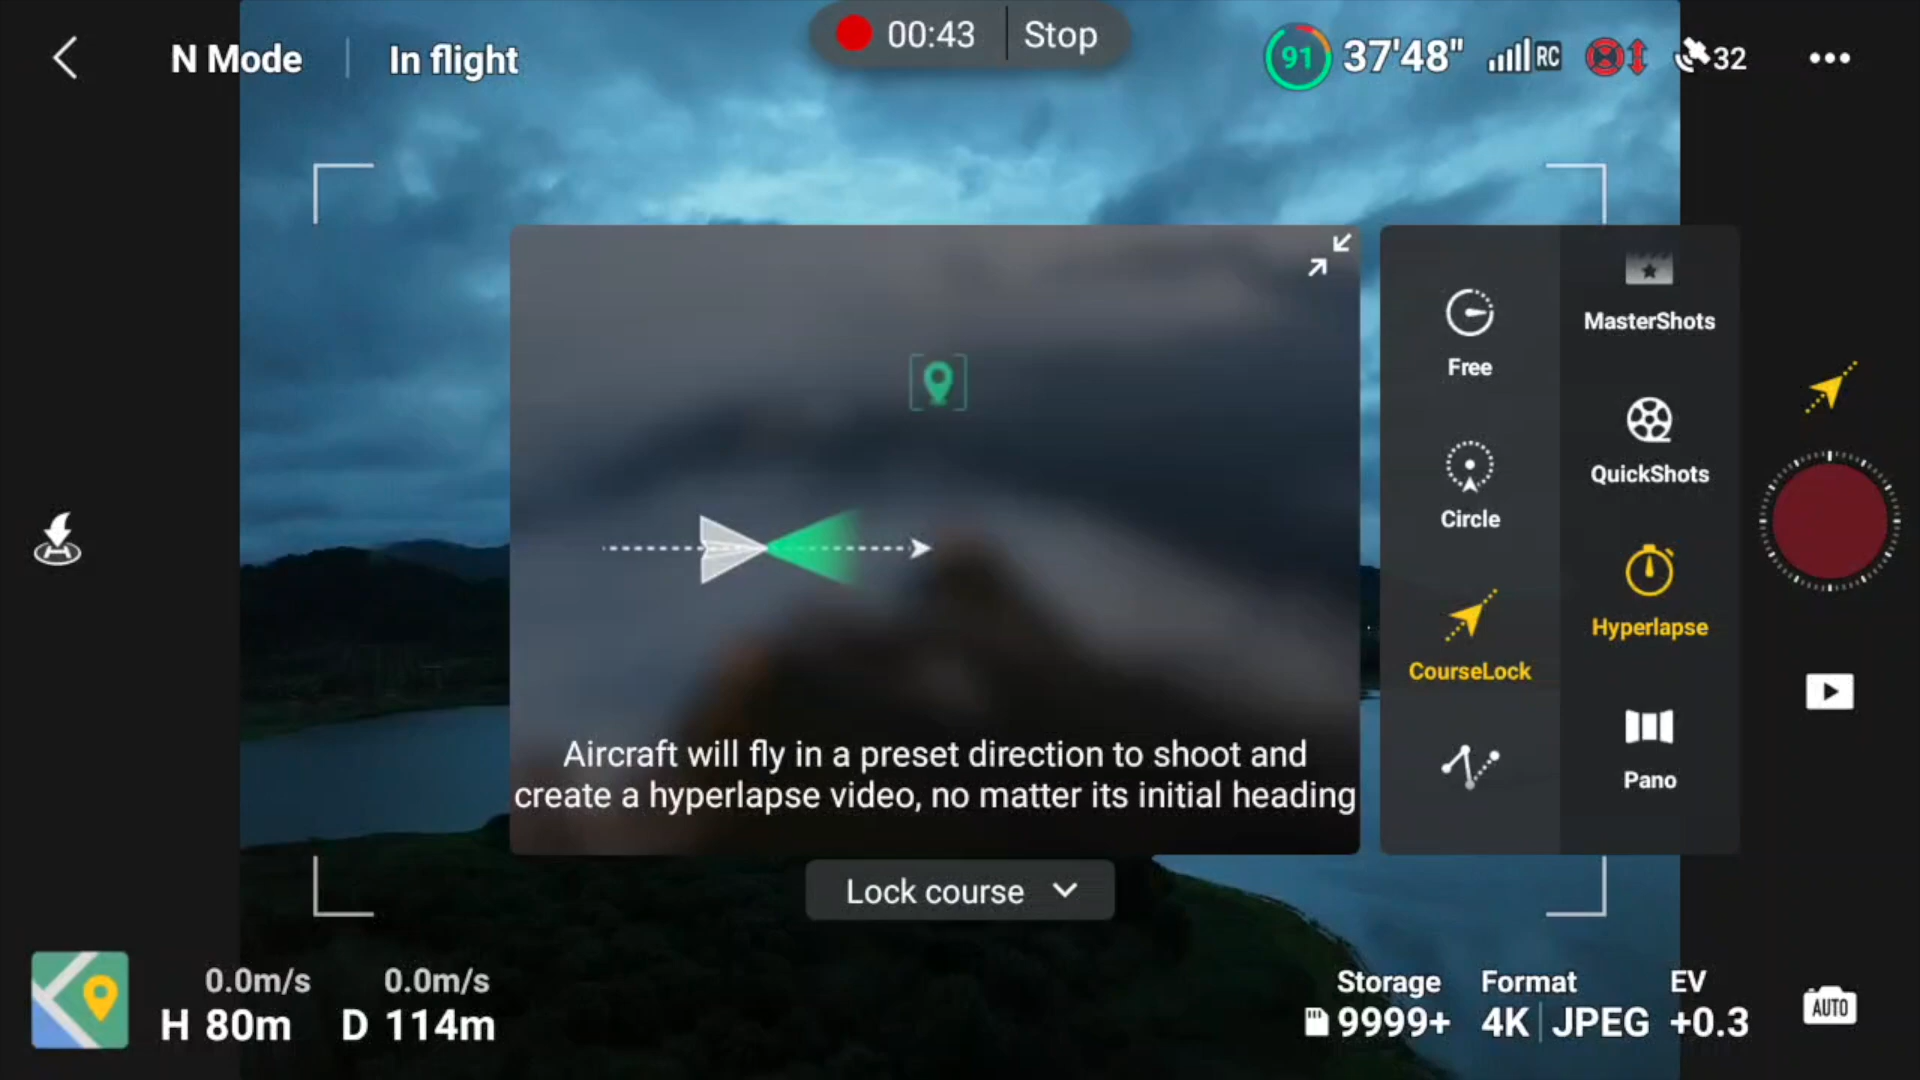 N Mode
In flight
00:43
Stop
91
37'48"
RC
32
MasterShots
Free
QuickShots
Circle
Hyperlapse
CourseLock
Pano
Aircraft will fly in a preset direction to shoot and
create a hyperlapse video, no matter its initial heading
Lock course
0.0m/s
0.0m/s
H 80m
D 114m
Storage
Format
EV
9999+
4K
JPEG
+0.3
AUTO